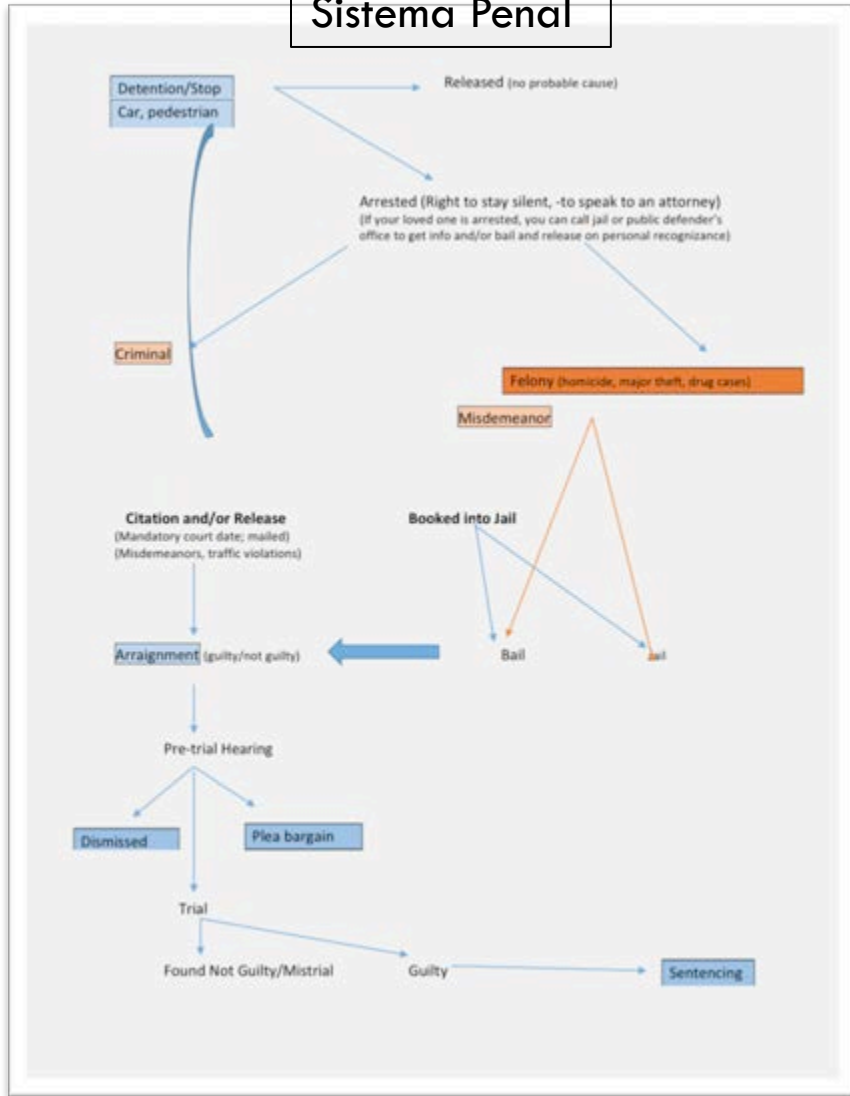 Sistema Penal
Detention/Stop
Car, pedestrian
Released (no probable cause)
Arrested (Right to stay silent, -to speak to an attorney)
(If your loved one is arrested, you can call jail or public defender's
office to get info and/or bail and release on personal recognizance)
Criminal
Felony (homicide, major theft, drug cases)
Misdemeanor
Citation and/or Release
(Mandatory court date; mailed)
(Misdemeanors, traffic violations)
Booked into Jail
Arraignment (guilty/not guilty)
Bail
Pre-trial Hearing
Dismissed
Plea bargain
Trial
Found Not Guilty/Mistrial
Guilty
Sentencing